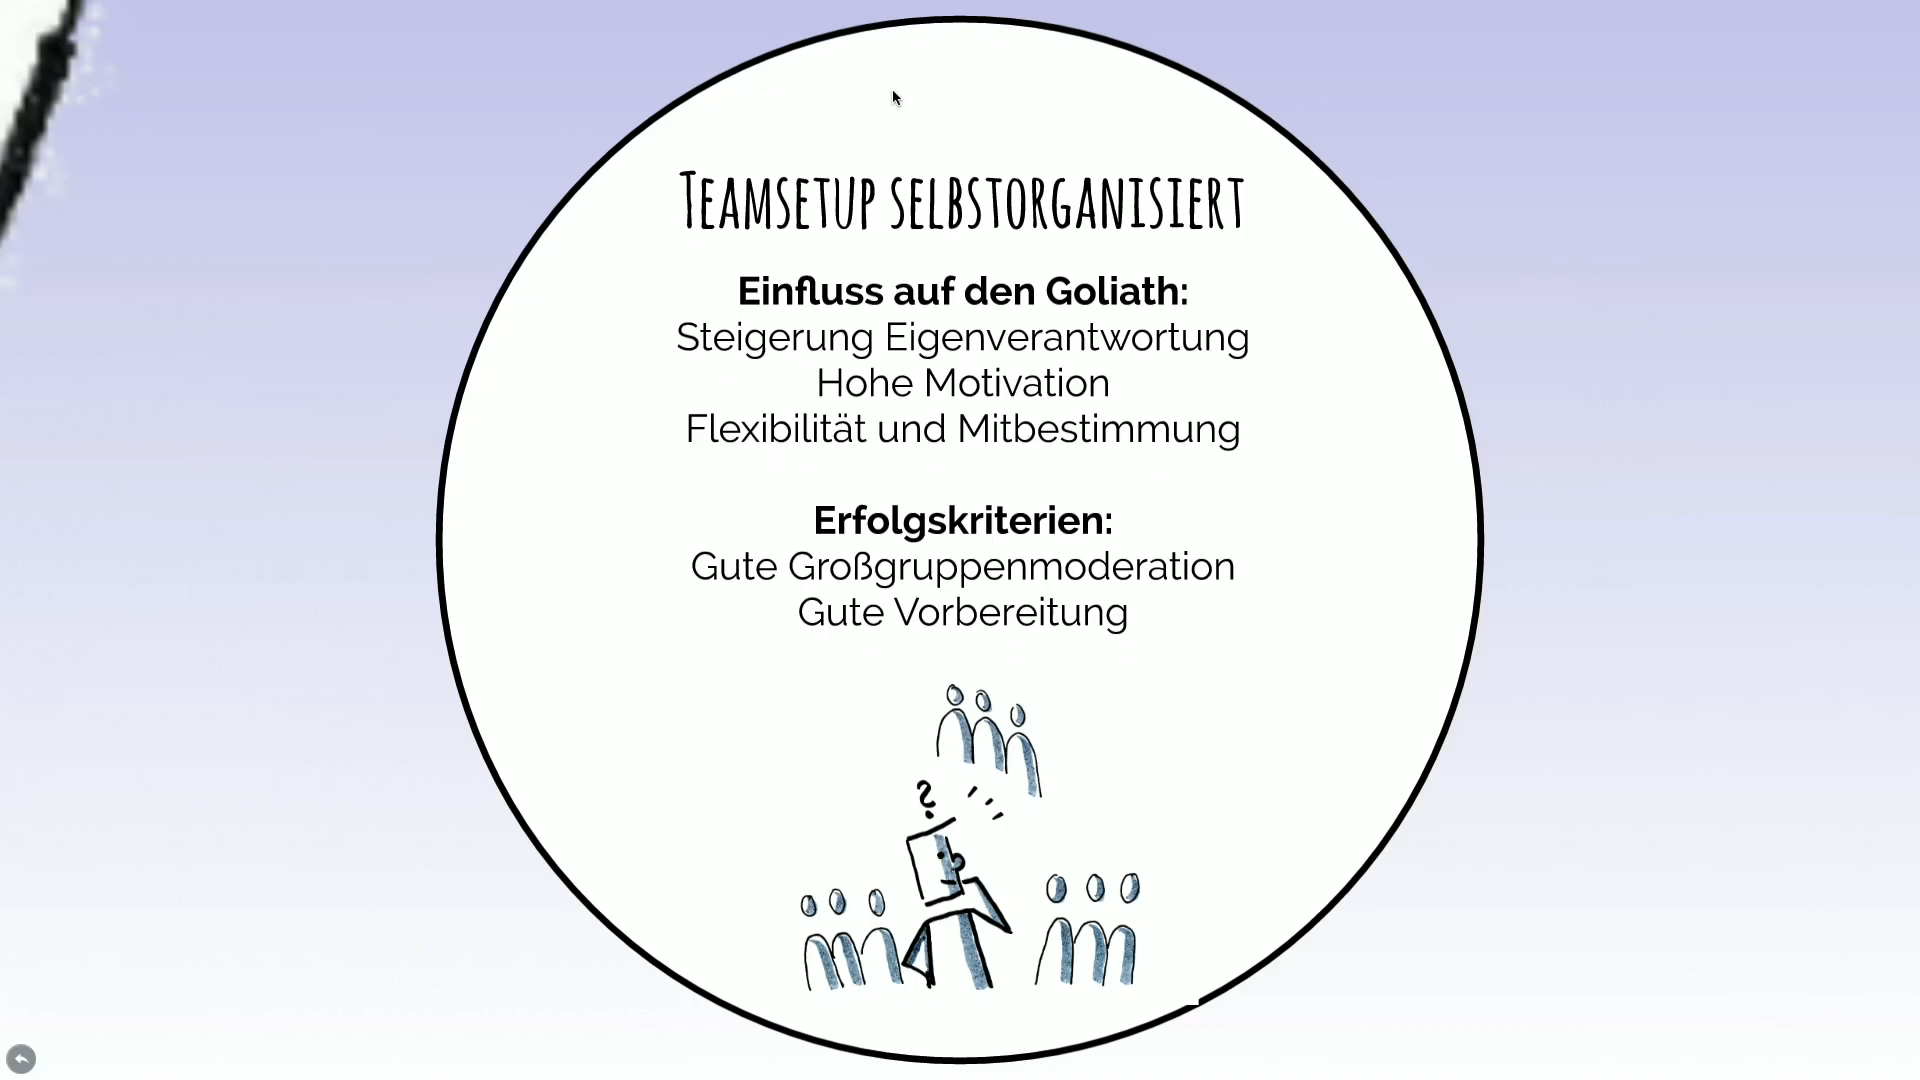 Teamsetup selbstorganisiert
Einfluss auf den Goliath:
Steigerung Eigenverantwortung
Hohe Motivation
Flexibilität und Mitbestimmung
Erfolgskriterien:
Gute Großgruppenmoderation
Gute Vorbereitung
?